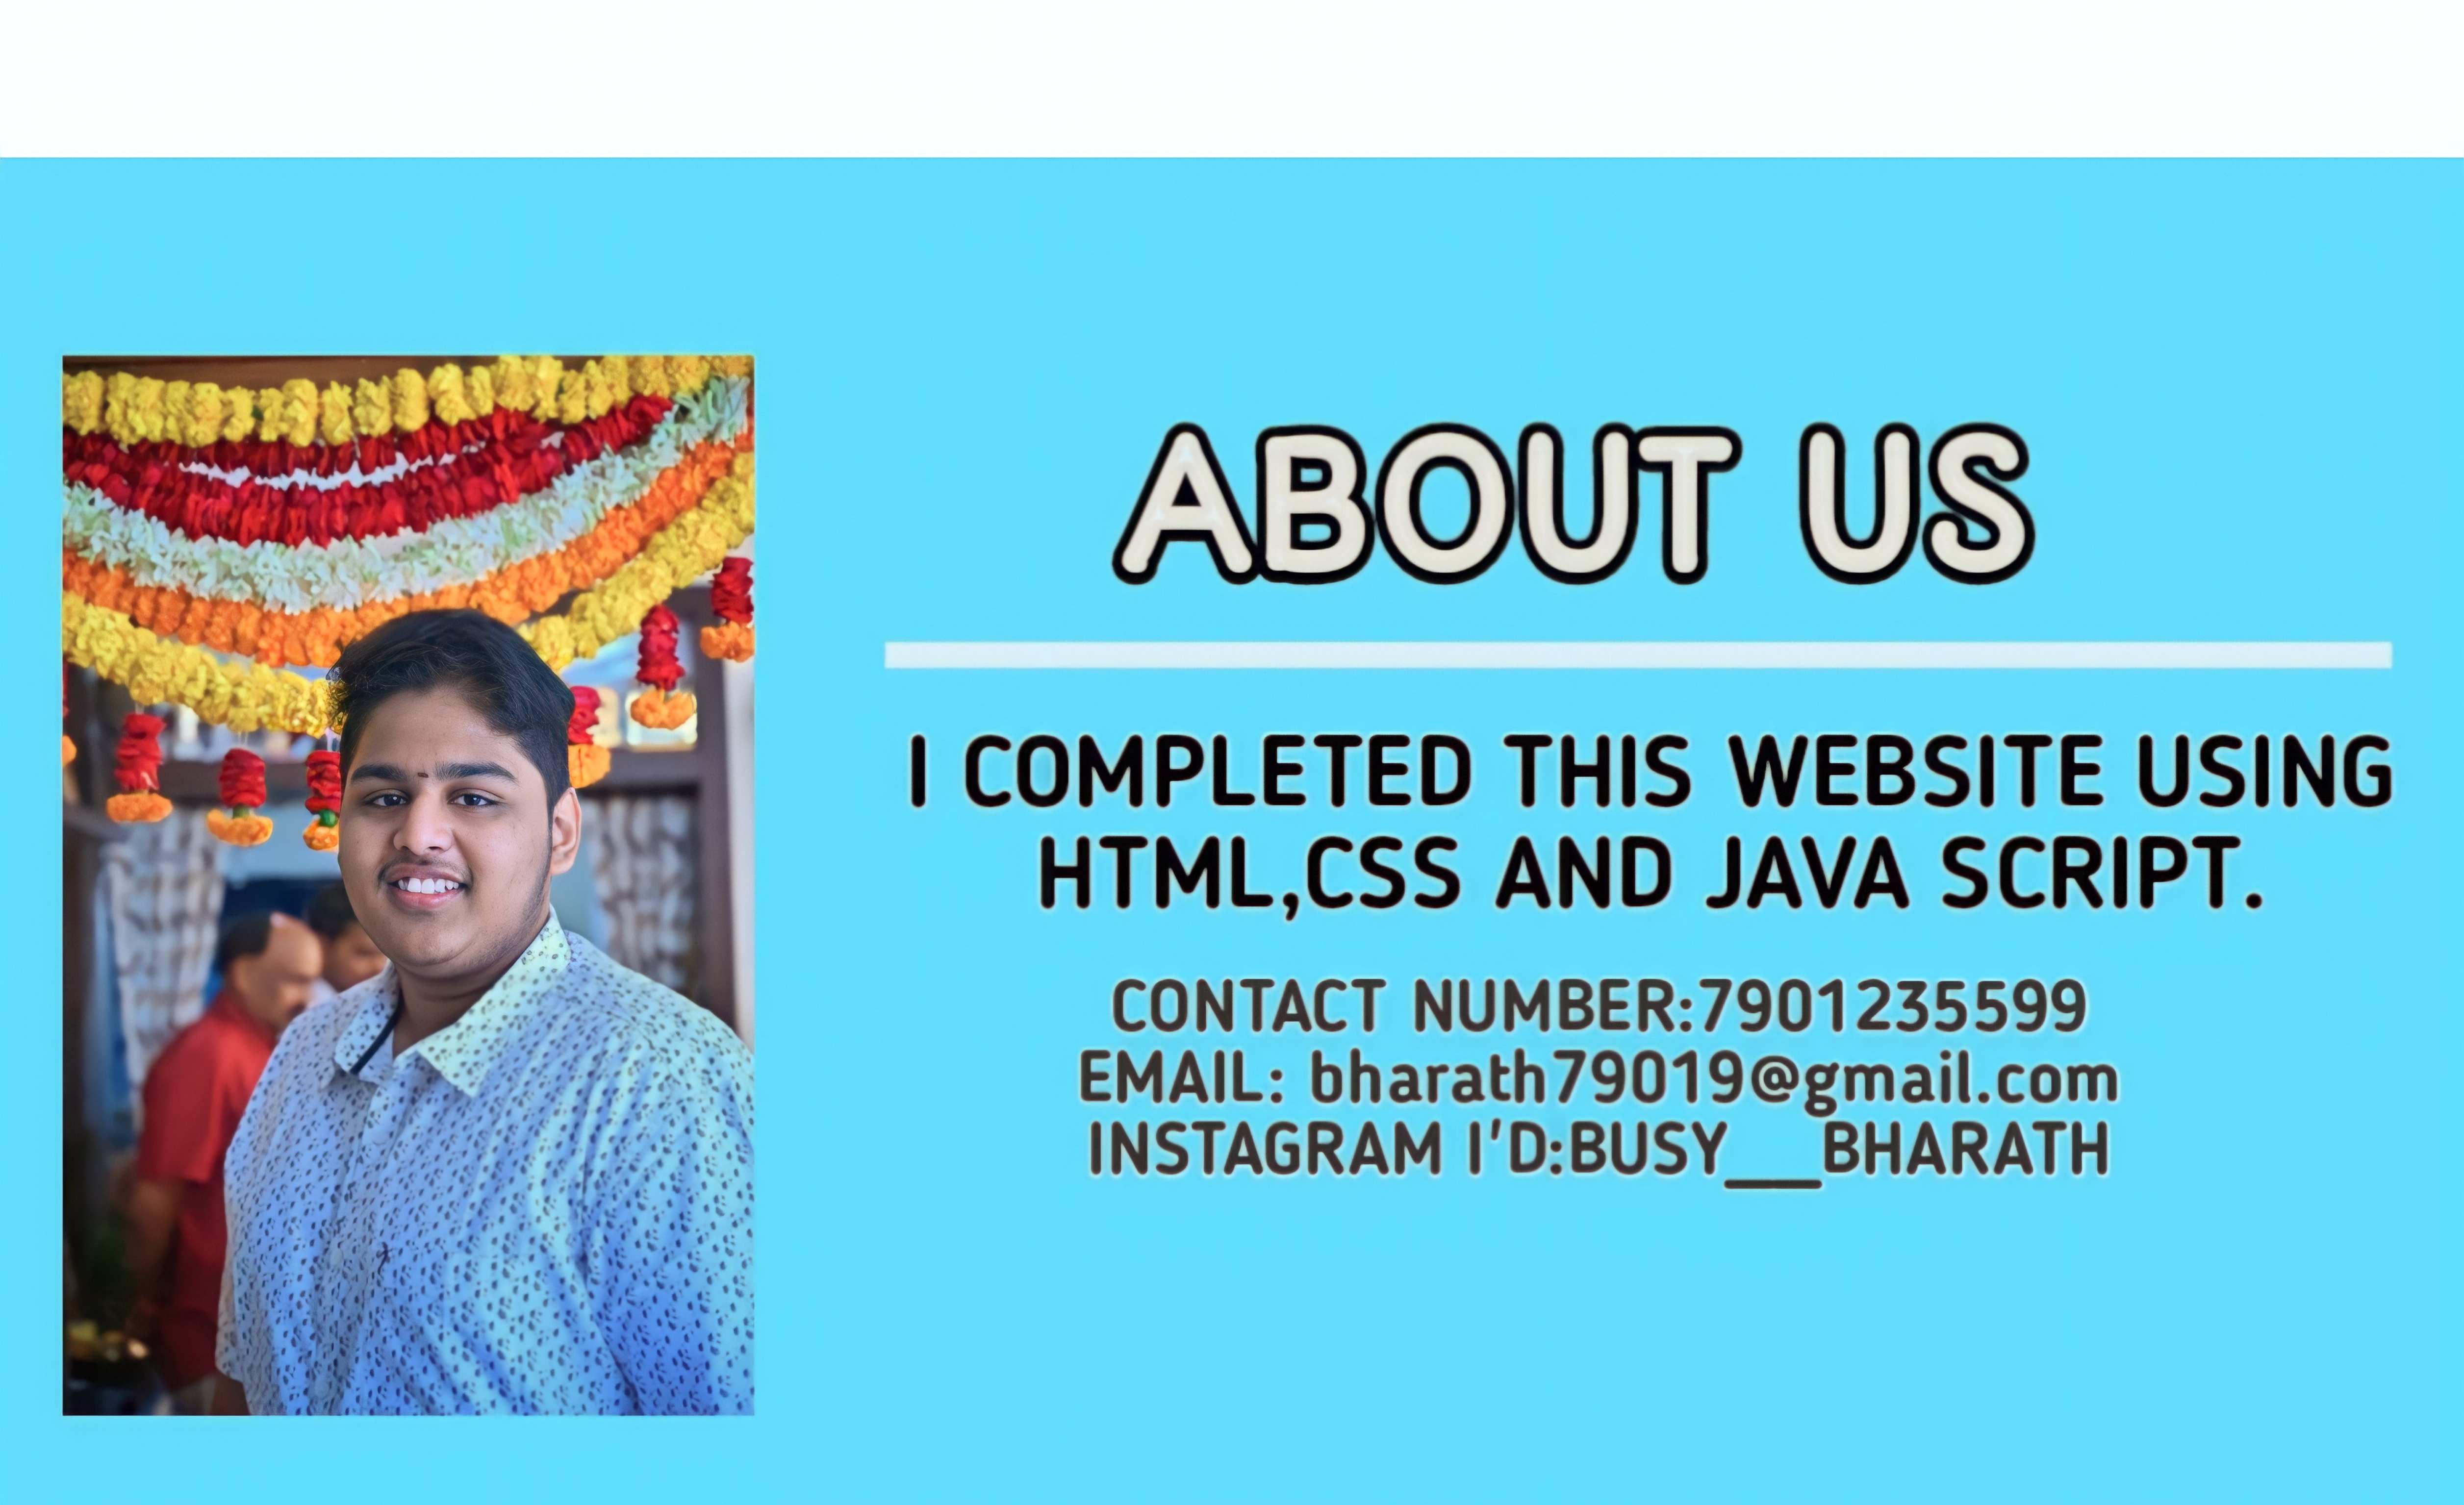 ABOUT US
I COMPLETED THIS WEBSITE USING
HTML,CSS AND JAVA SCRIPT.
CONTACT NUMBER:7901235599
EMAIL: bharath79019@gmail.com
INSTAGRAM I'D:BUSY__BHARATH